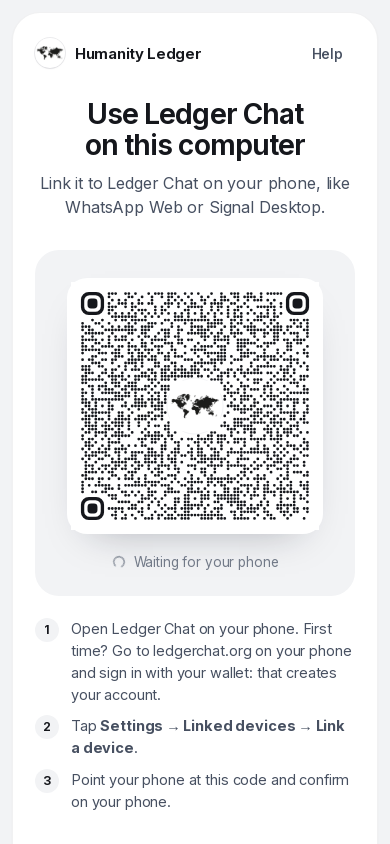 Humanity Ledger
Help
Use Ledger Chat
on this computer
Link it to Ledger Chat on your phone, like
WhatsApp Web or Signal Desktop.
Waiting for your phone
1 Open Ledger Chat on your phone. First
time? Go to ledgerchat.org on your phone
and sign in with your wallet: that creates
your account.
2 Tap Settings → Linked devices → Link
a device.
3 Point your phone at this code and confirm
on your phone.